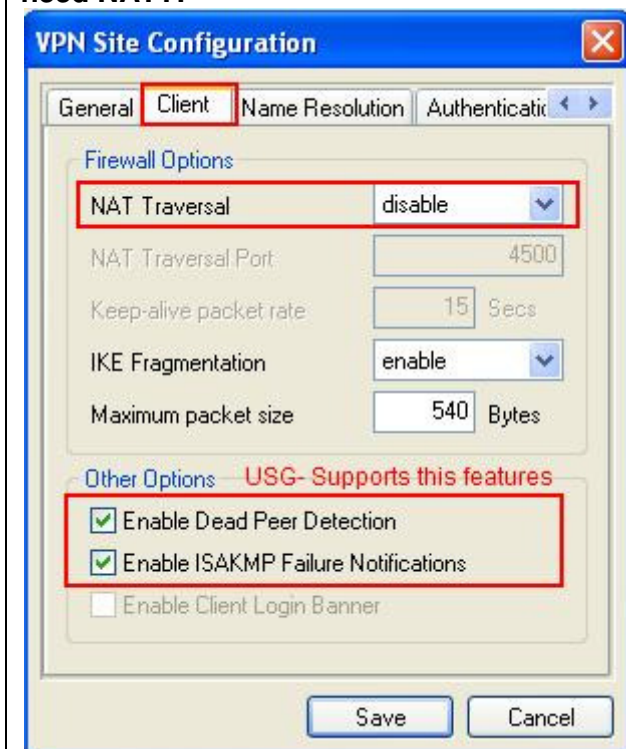 need NAT.
VPN Site Configuration
General Client Name Resolution
Firewall Options
NAT Traversal disable
NAT Traversal Port 4500
Keep-alive packet rate 15 Secs
IKE Fragmentation enable
Maximum packet size 540 Bytes
Other Options USG- Supports this features
Enable Dead Peer Detection
Enable ISAKMP Failure Notifications
Enable Client Login Banner
Save Cancel